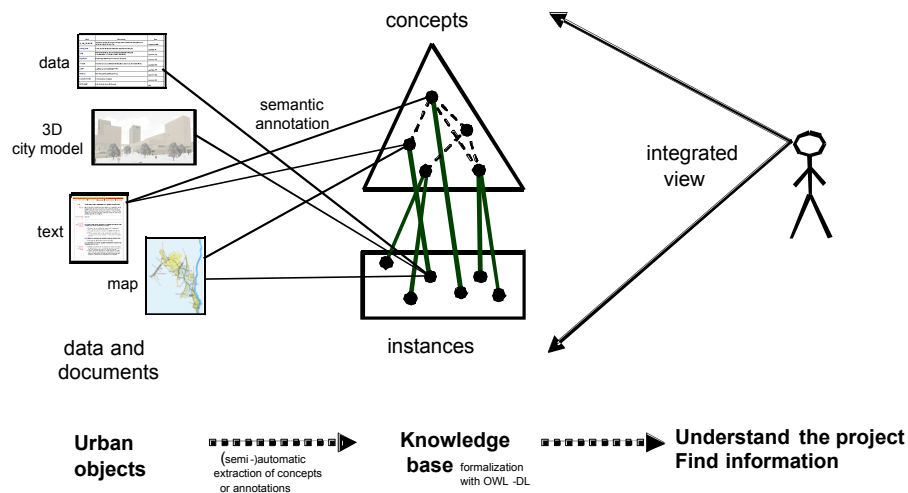 concepts
data
semantic
annotation
3D
city model
integrated
view
text
map
data and
documents
instances
Urban
objects
(semi-)automatic
extraction of concepts
or annotations
Knowledge
base
formalization
with OWL -DL
Understand the project
Find information